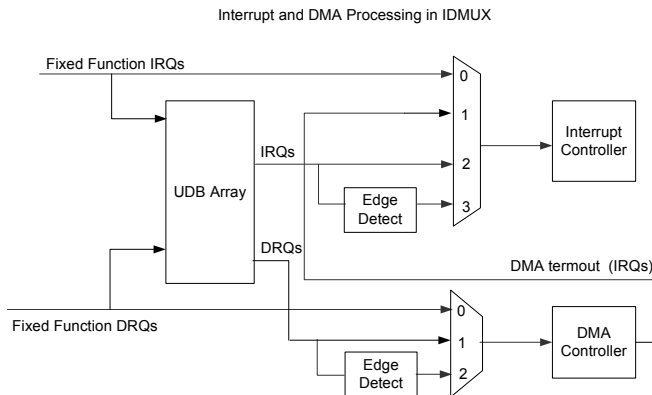 Interrupt and DMA Processing in IDMUX
Fixed Function IRQs
0
1
2
3
Interrupt
Controller
UDB Array
IRQs
Edge
Detect
DRQs
DMA termout (IRQs)
Fixed Function DRQs
0
1
2
Edge
Detect
DMA
Controller